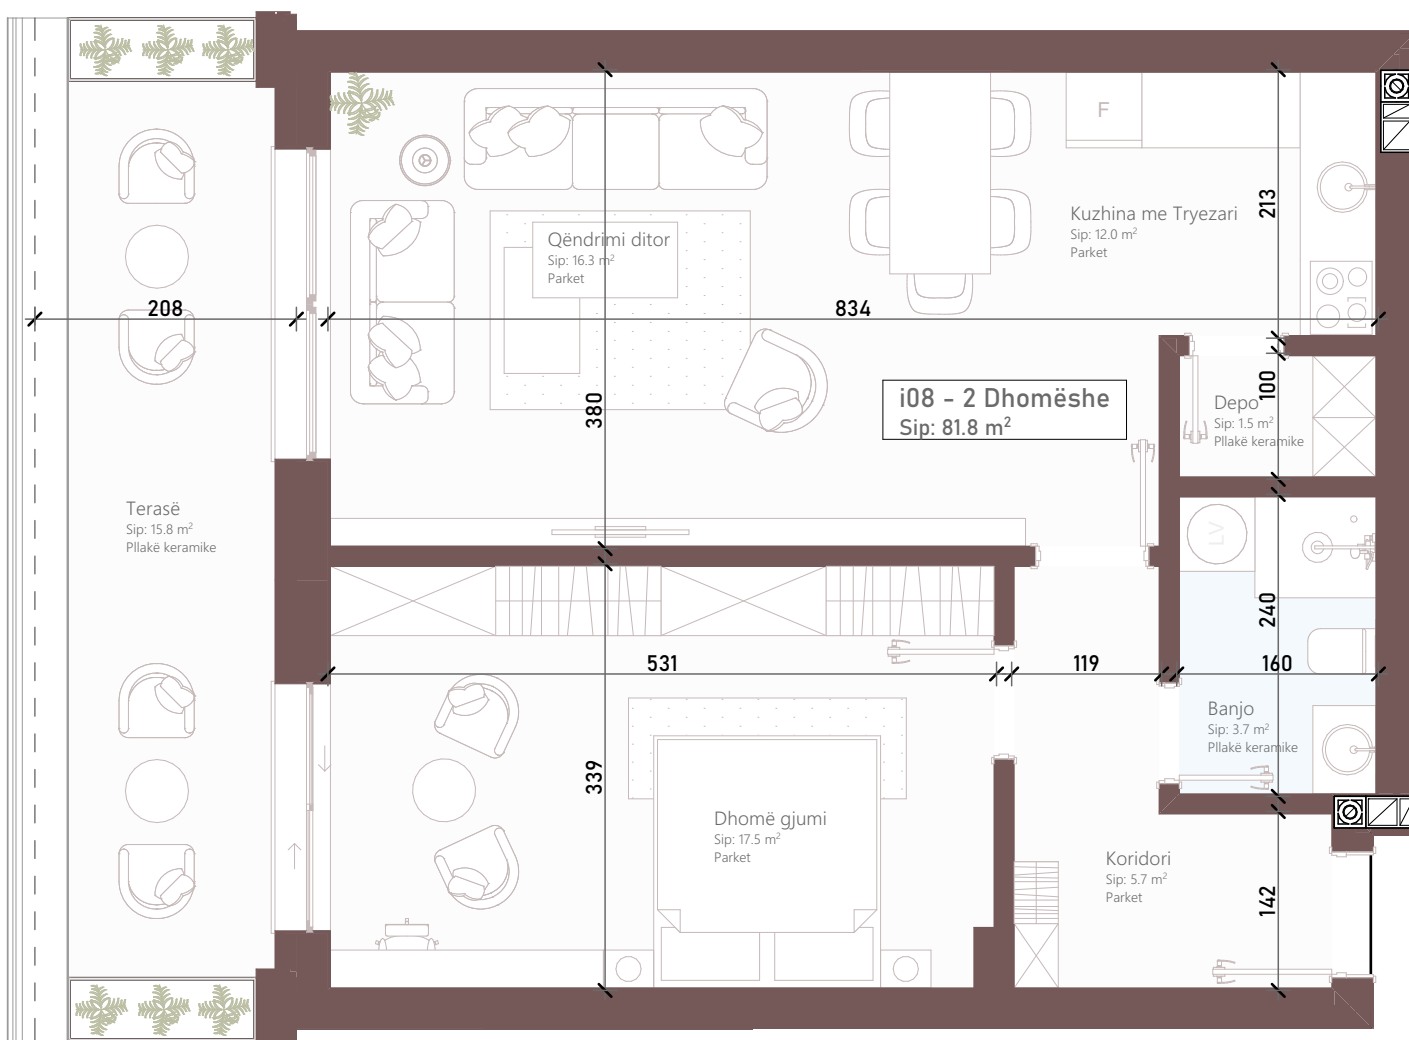 F
Kuzhina me Tryezari
Sip: 12.0 m²
Parket
213
Qëndrimi ditor
Sip: 16.3 m²
Parket
208
834
380
i08 - 2 Dhomëshe
Sip: 81.8 m²
100
Depo
Sip: 1.5 m²
Pllakë keramike
Terasë
Sip: 15.8 m²
Pllakë keramike
LV
240
531
119
160
Banjo
Sip: 3.7 m²
Pllakë keramike
339
Dhomë gjumi
Sip: 17.5 m²
Parket
Koridori
Sip: 5.7 m²
Parket
142